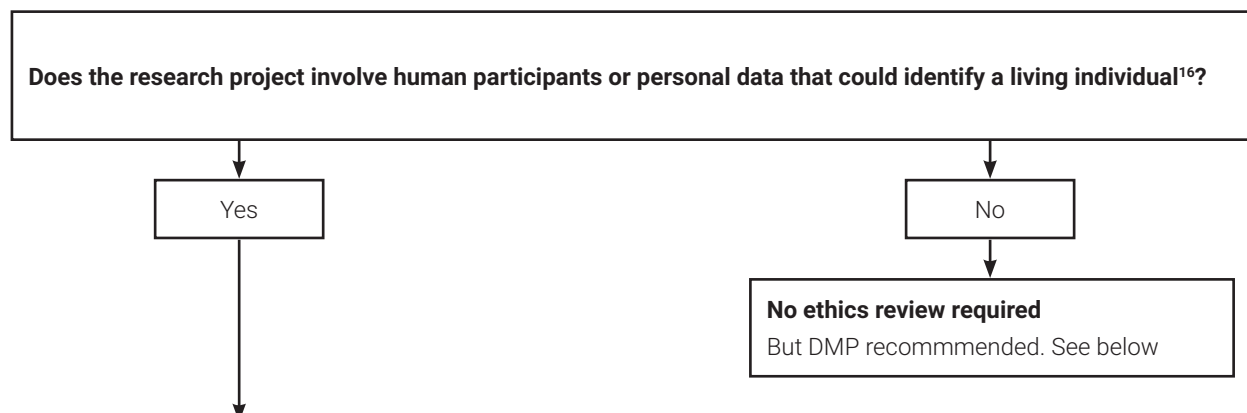 Does the research project involve human participants or personal data that could identify a living individual¹⁶?
Yes
No
No ethics review required
But DMP recommmended. See below